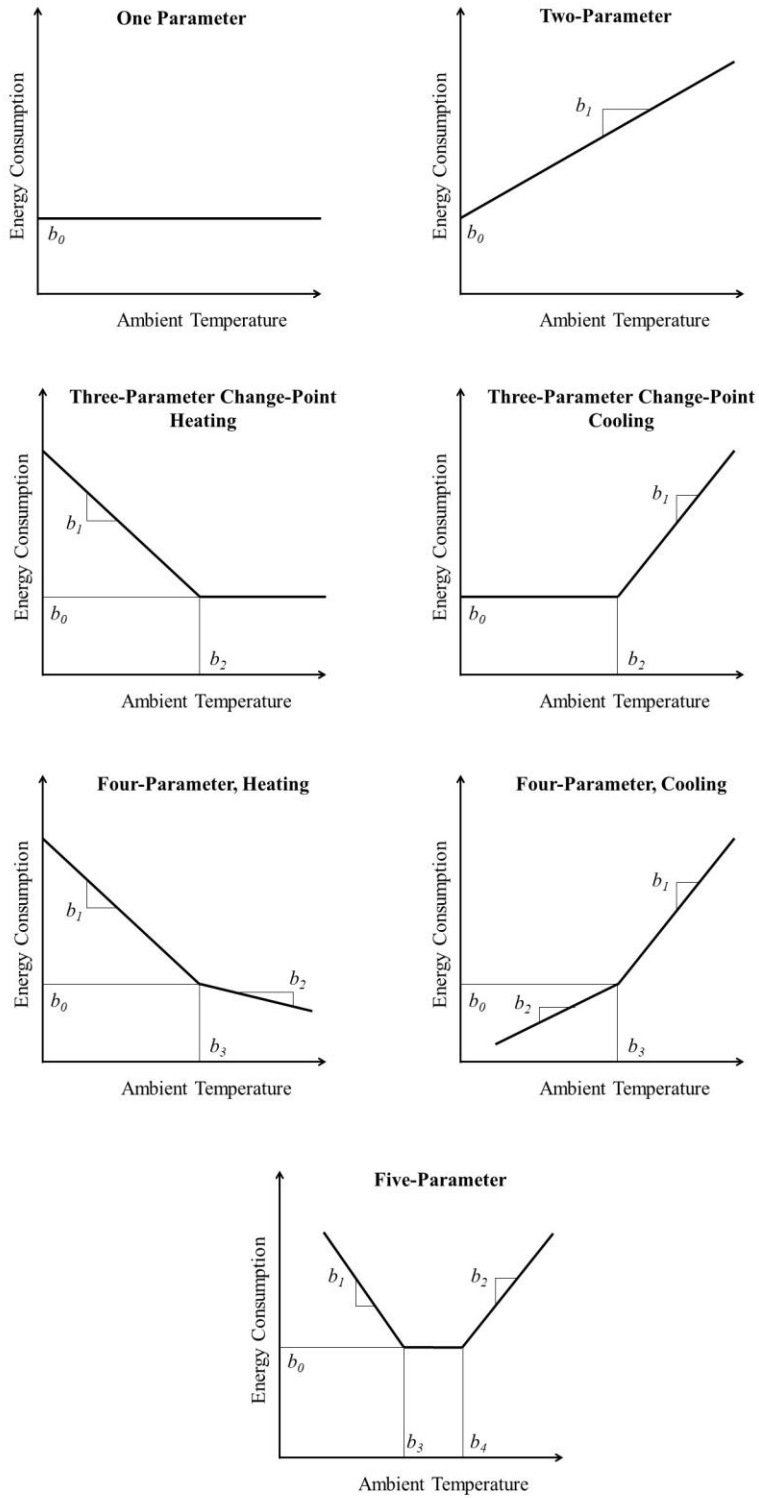 One Parameter
Energy Consumption
b0
Ambient Temperature
Two-Parameter
Energy Consumption
b1
b0
Ambient Temperature
Three-Parameter Change-Point
Heating
Energy Consumption
b1
b0
b2
Ambient Temperature
Three-Parameter Change-Point
Cooling
Energy Consumption
b1
b0
b2
Ambient Temperature
Four-Parameter, Heating
Energy Consumption
b1
b2
b0
b3
Ambient Temperature
Four-Parameter, Cooling
Energy Consumption
b1
b0
b2
b3
Ambient Temperature
Five-Parameter
Energy Consumption
b1
b2
b0
b3
b4
Ambient Temperature